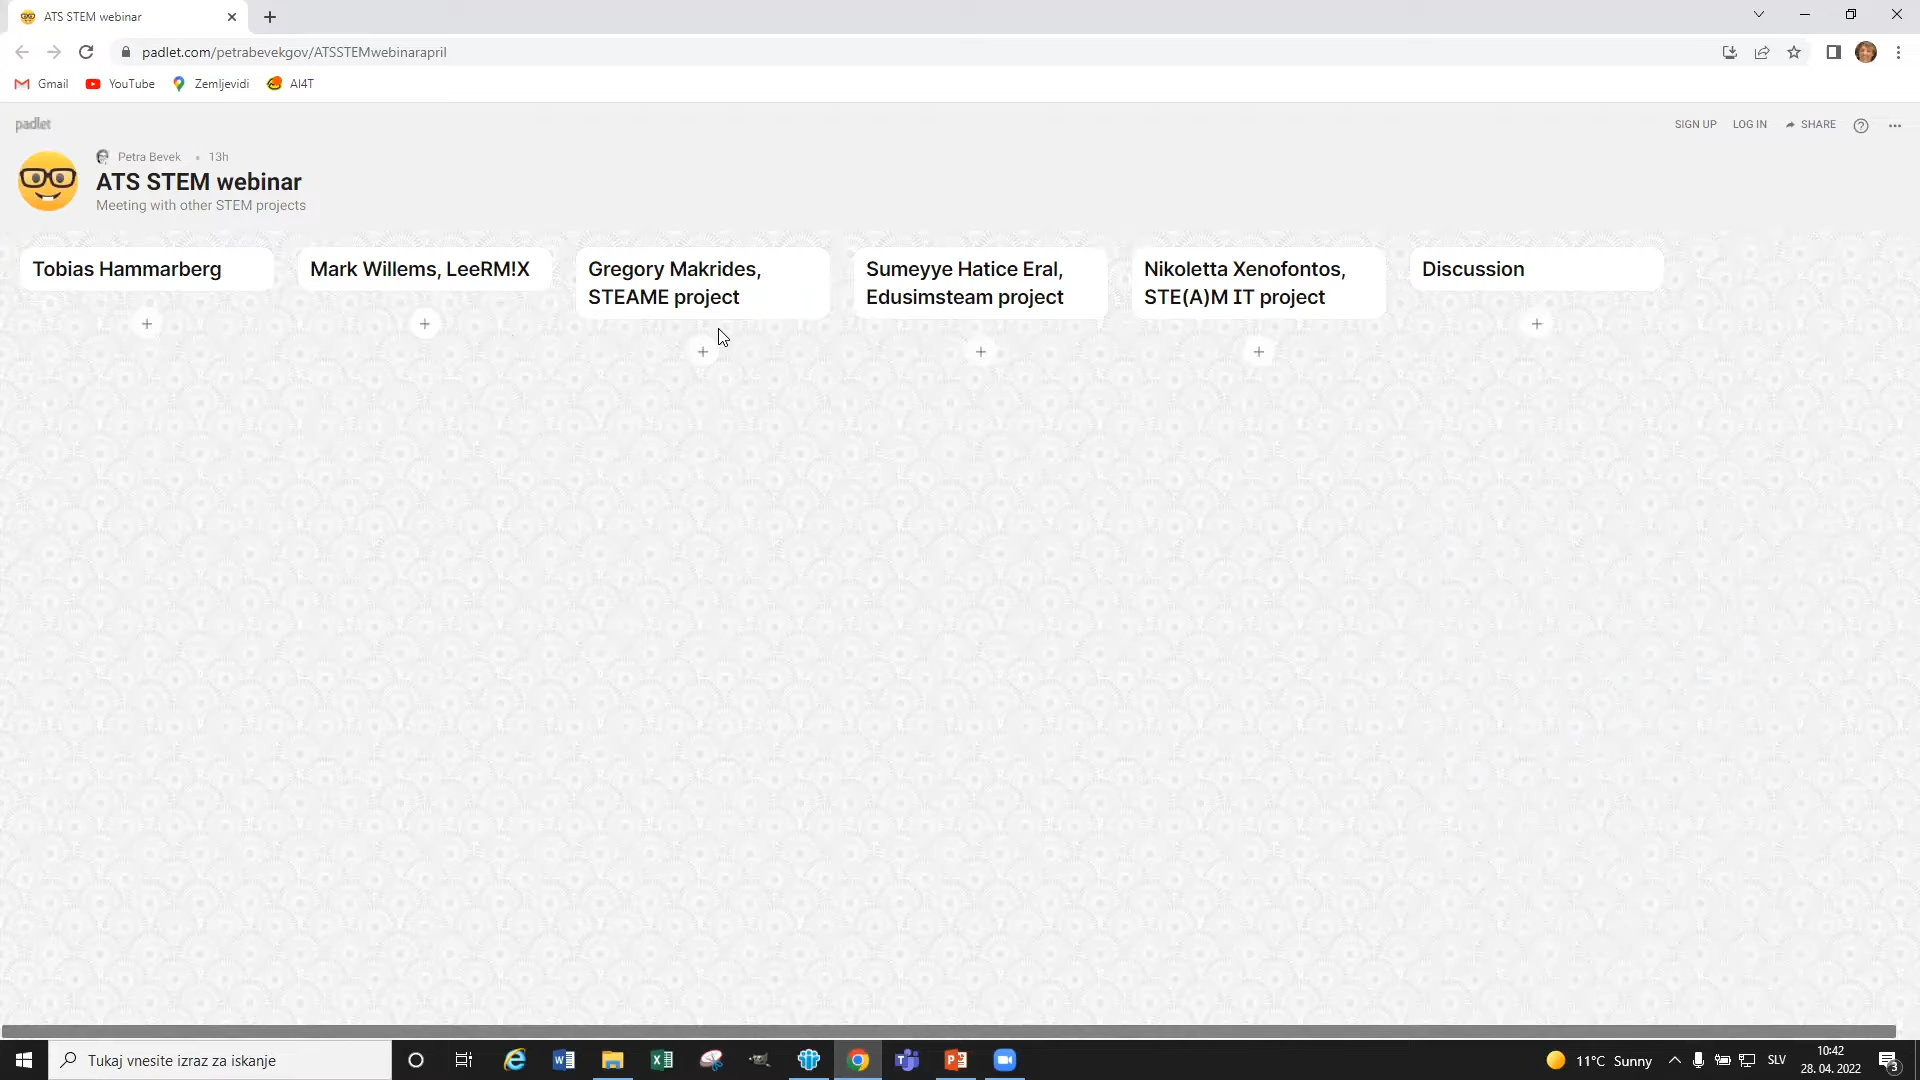 ATS STEM webinar
padlet.com/petrabevekgov/ATSSTEMwebinarapril
Gmail
YouTube
Zemljevidi
AI4T
padlet
SIGN UP
LOG IN
SHARE
Petra Bevek • 13h
ATS STEM webinar
Meeting with other STEM projects
Tobias Hammarberg
Mark Willems, LeeRM!X
Gregory Makrides,
STEAME project
Sumeyye Hatice Eral,
Edusimsteam project
Nikoletta Xenofontos,
STE(A)M IT project
Discussion
Tukaj vnesite izraz za iskanje
11°C Sunny
SLV
10:42
28. 04. 2022
3